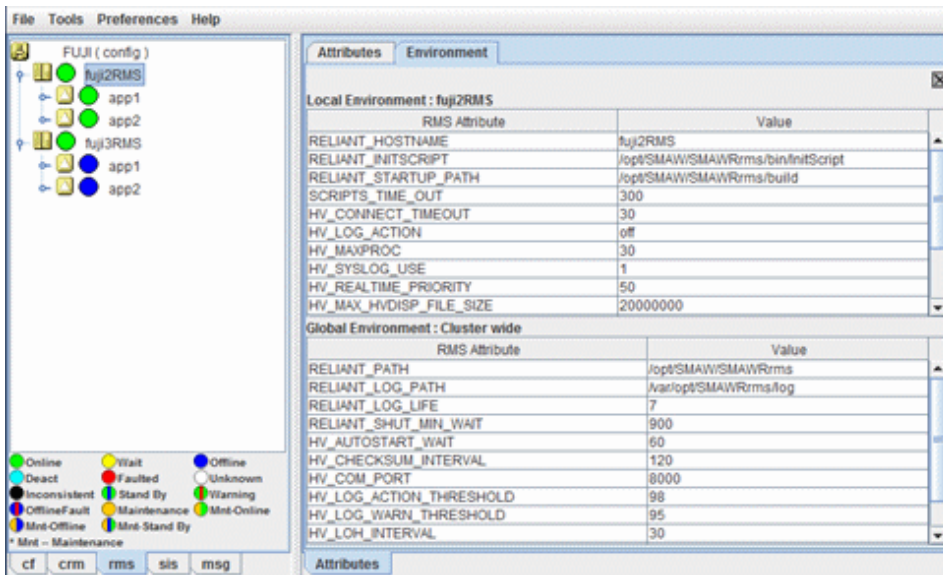 File Tools Preferences Help
FUJI ( config )
fuji2RMS
app1
app2
fuji3RMS
app1
app2
Online Wait Offline
Deact Faulted Unknown
Inconsistent Stand By Warning
OfflineFault Maintenance Mnt-Online
Mnt-Offline Mnt-Stand By
* Mnt -- Maintenance
cf crm rms sis msg
Attributes Environment
Local Environment : fuji2RMS
RMS Attribute Value
RELIANT_HOSTNAME fuji2RMS
RELIANT_INITSCRIPT /opt/SMAW/SMAWRrms/bin/InitScript
RELIANT_STARTUP_PATH /opt/SMAW/SMAWRrms/build
SCRIPTS_TIME_OUT 300
HV_CONNECT_TIMEOUT 30
HV_LOG_ACTION off
HV_MAXPROC 30
HV_SYSLOG_USE 1
HV_REALTIME_PRIORITY 50
HV_MAX_HVDISP_FILE_SIZE 20000000
Global Environment : Cluster wide
RMS Attribute Value
RELIANT_PATH /opt/SMAW/SMAWRrms
RELIANT_LOG_PATH /var/opt/SMAWRrms/log
RELIANT_LOG_LIFE 7
RELIANT_SHUT_MIN_WAIT 900
HV_AUTOSTART_WAIT 60
HV_CHECKSUM_INTERVAL 120
HV_COM_PORT 8000
HV_LOG_ACTION_THRESHOLD 98
HV_LOG_WARN_THRESHOLD 95
HV_LOH_INTERVAL 30
Attributes